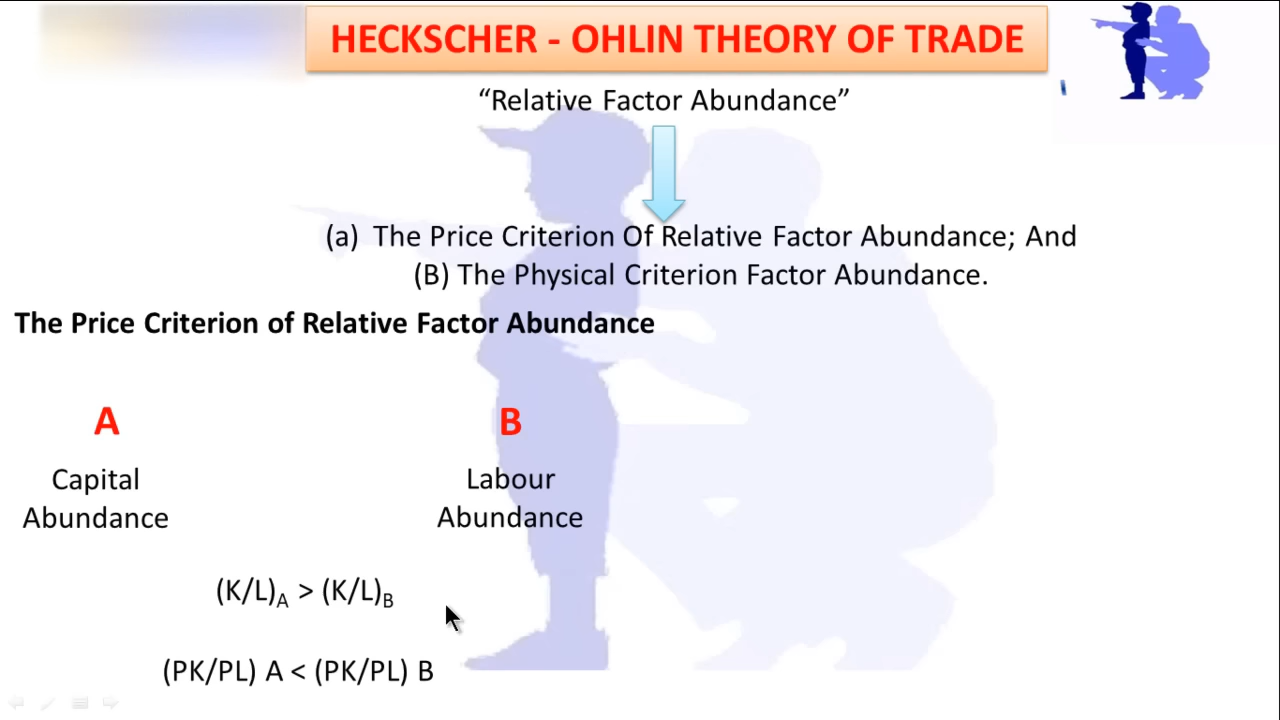 HECKSCHER - OHLIN THEORY OF TRADE
“Relative Factor Abundance”
(a) The Price Criterion Of Relative Factor Abundance; And
(B) The Physical Criterion Factor Abundance.
The Price Criterion of Relative Factor Abundance
A
B
Capital
Abundance
Labour
Abundance
(K/L)A > (K/L)B
(PK/PL) A < (PK/PL) B